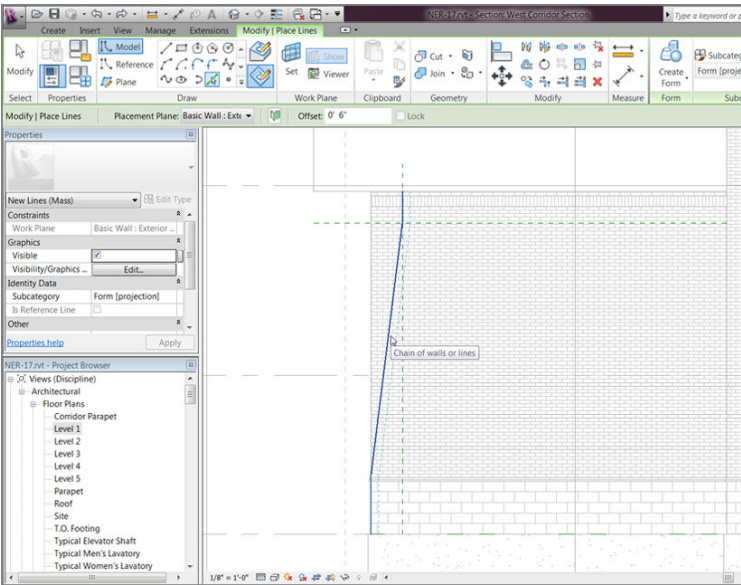 NER-17.rvt - Section: West Corridor Section
Type a keyword or p
Create Insert View Manage Extensions Modify | Place Lines
Modify
Model
Reference
Plane
Set
Show
Viewer
Paste
Cut
Join
Create Form
Subcateg
Form [proje
Select Properties Draw Work Plane Clipboard Geometry Modify Measure Form Subc
Modify | Place Lines Placement Plane: Basic Wall : Exte Offset: 0' 6" Lock
Properties
New Lines (Mass) Edit Type
Constraints
Work Plane Basic Wall : Exterior ...
Graphics
Visible
Visibility/Graphics ... Edit...
Identity Data
Subcategory Form [projection]
Is Reference Line
Other
Properties help Apply
NER-17.rvt - Project Browser
Views (Discipline)
Architectural
Floor Plans
Corridor Parapet
Level 1
Level 2
Level 3
Level 4
Level 5
Parapet
Roof
Site
T.O. Footing
Typical Elevator Shaft
Typical Men's Lavatory
Typical Women's Lavatory
Chain of walls or lines
1/8" = 1'-0"